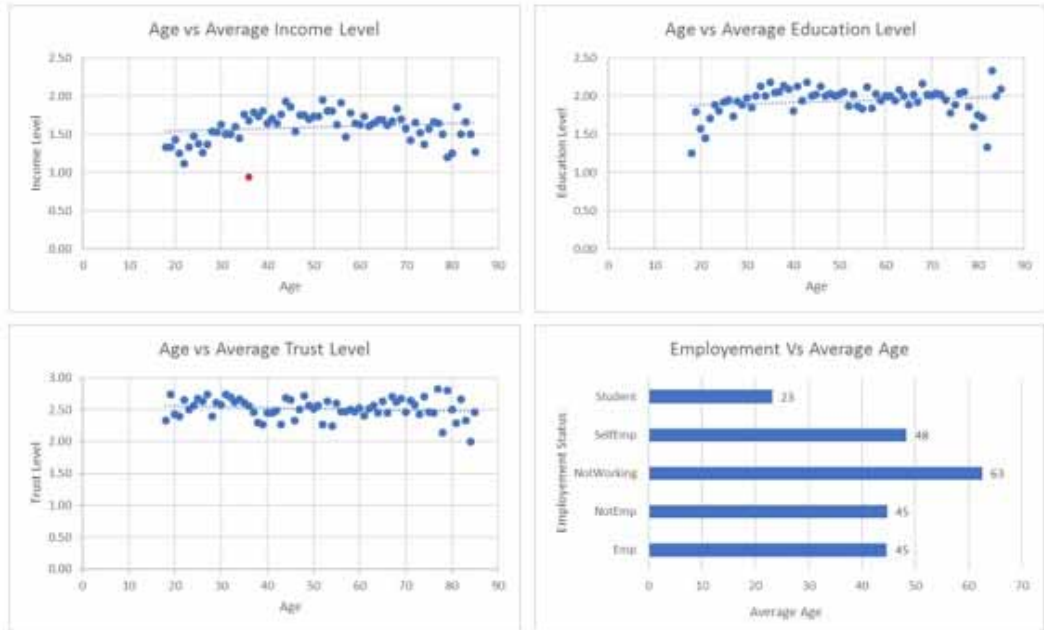 Age vs Average Income Level
Income Level
2.50
2.00
1.50
1.00
0.50
0.00
0 10 20 30 40 50 60 70 80 90
Age
Age vs Average Education Level
Education Level
2.50
2.00
1.50
1.00
0.50
0.00
0 10 20 30 40 50 60 70 80 90
Age
Age vs Average Trust Level
Trust Level
3.00
2.50
2.00
1.50
1.00
0.50
0.00
0 10 20 30 40 50 60 70 80 90
Age
Employement Vs Average Age
Employement Status
Student 23
SelfEmp 48
NotWorking 63
NotEmp 45
Emp 45
0 10 20 30 40 50 60 70
Average Age